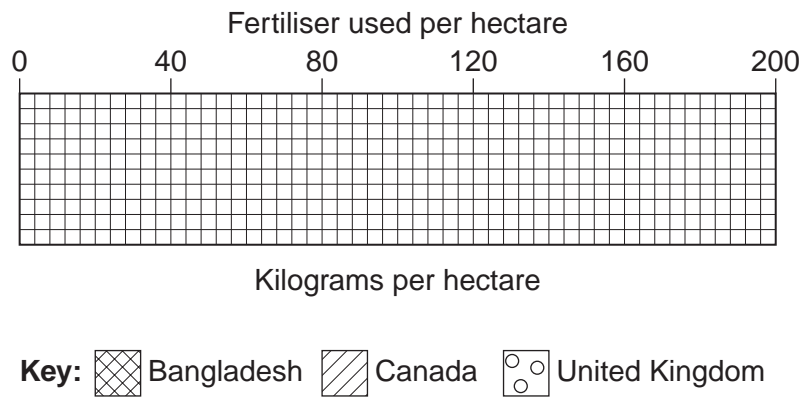 Fertiliser used per hectare
0 40 80 120 160 200
Kilograms per hectare
Key: Bangladesh Canada United Kingdom